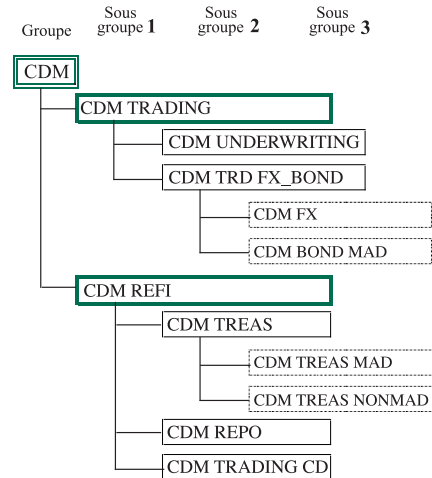 Groupe Sous groupe 1 Sous groupe 2 Sous groupe 3
CDM
CDM TRADING
CDM UNDERWRITING
CDM TRD FX_BOND
CDM FX
CDM BOND MAD
CDM REFI
CDM TREAS
CDM TREAS MAD
CDM TREAS NONMAD
CDM REPO
CDM TRADING CD